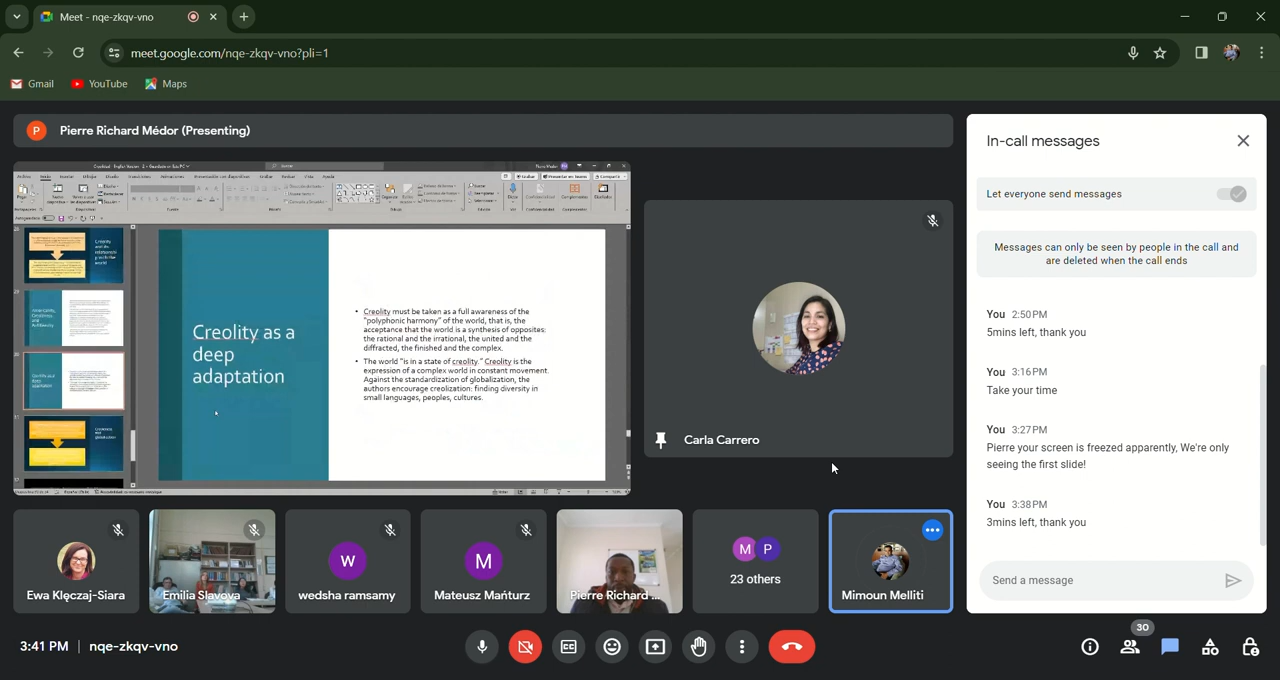 Meet - nqe-zkqv-vno
meet.google.com/nqe-zkqv-vno?pli=1
Gmail
YouTube
Maps
P
Pierre Richard Médor (Presenting)
Creolity as a
deep
adaptation
• Creolity must be taken as a full awareness of the
"polyphonic harmony" of the world, that is, the
acceptance that the world is a synthesis of opposites:
the rational and the irrational, the united and the
diffracted, the finished and the complex.
• The world "is in a state of creolity." Creolity is the
expression of a complex world in constant movement.
Against the standardization of globalization, the
authors encourage creolization: finding diversity in
small languages, peoples, cultures.
Carla Carrero
Ewa Klęczaj-Siara
Emilia Slavova
W
wedsha ramsamy
M
Mateusz Mańturz
Pierre Richard ...
M P
23 others
Mimoun Melliti
In-call messages
Let everyone send messages
Messages can only be seen by people in the call and
are deleted when the call ends
You 2:50 PM
5mins left, thank you
You 3:16 PM
Take your time
You 3:27 PM
Pierre your screen is freezed apparently, We're only
seeing the first slide!
You 3:38 PM
3mins left, thank you
Send a message
3:41 PM | nqe-zkqv-vno
30